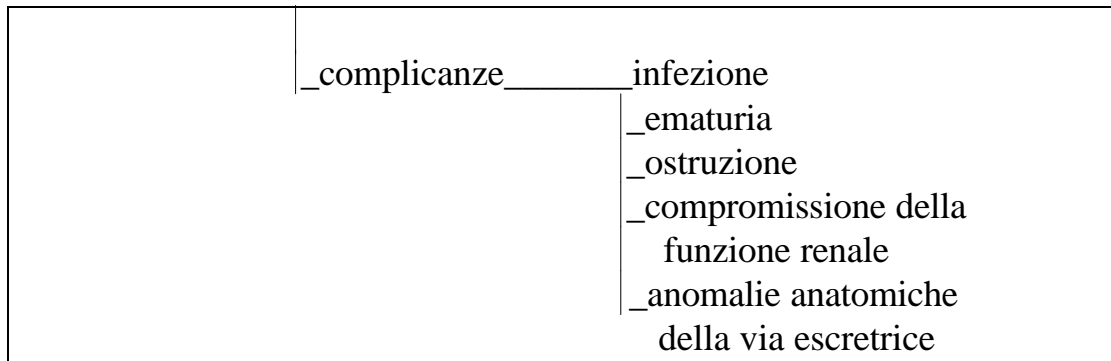 _complicanze_______infezione
_ematuria
_ostruzione
_compromissione della
funzione renale
_anomalie anatomiche
della via escretrice